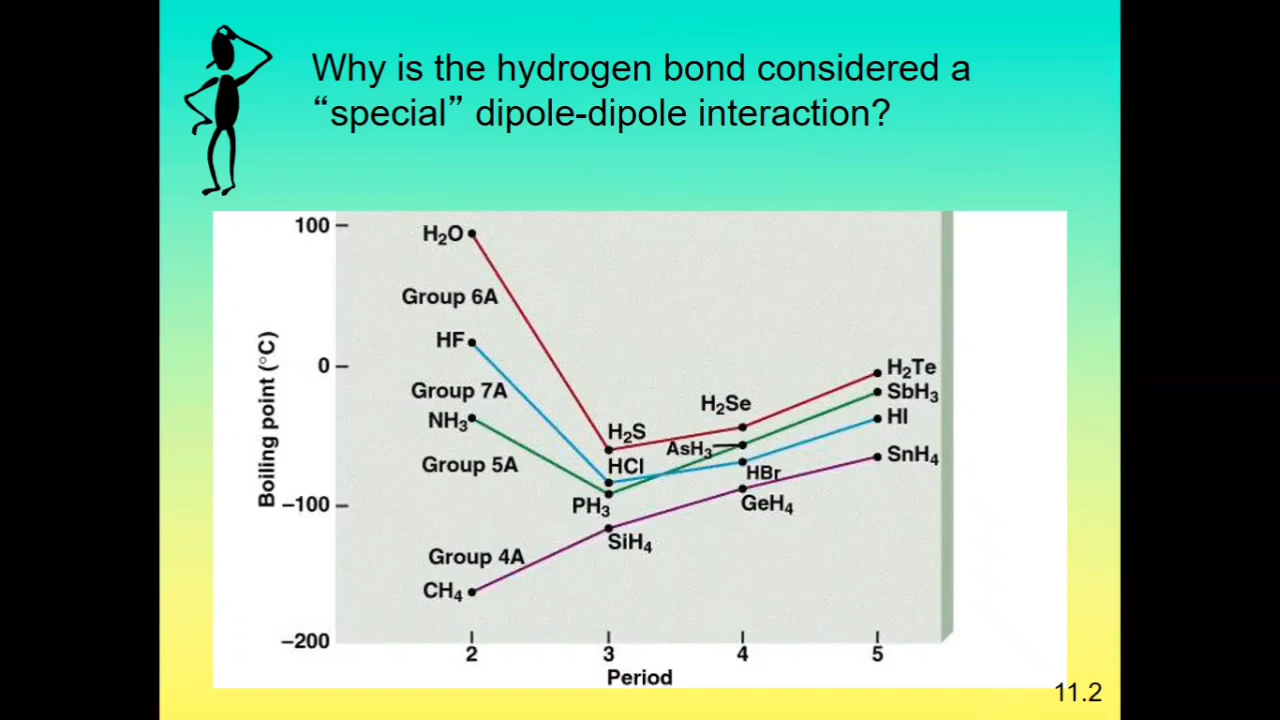 Why is the hydrogen bond considered a
“special” dipole-dipole interaction?
100
H₂O
Group 6A
HF
0
H₂Te
Group 7A
SbH₃
H₂Se
NH₃
HI
H₂S
AsH₃
Group 5A
HCl
SnH₄
HBr
–100
PH₃
GeH₄
SiH₄
Group 4A
CH₄
–200
2 3 4 5
Period
Boiling point (°C)
11.2